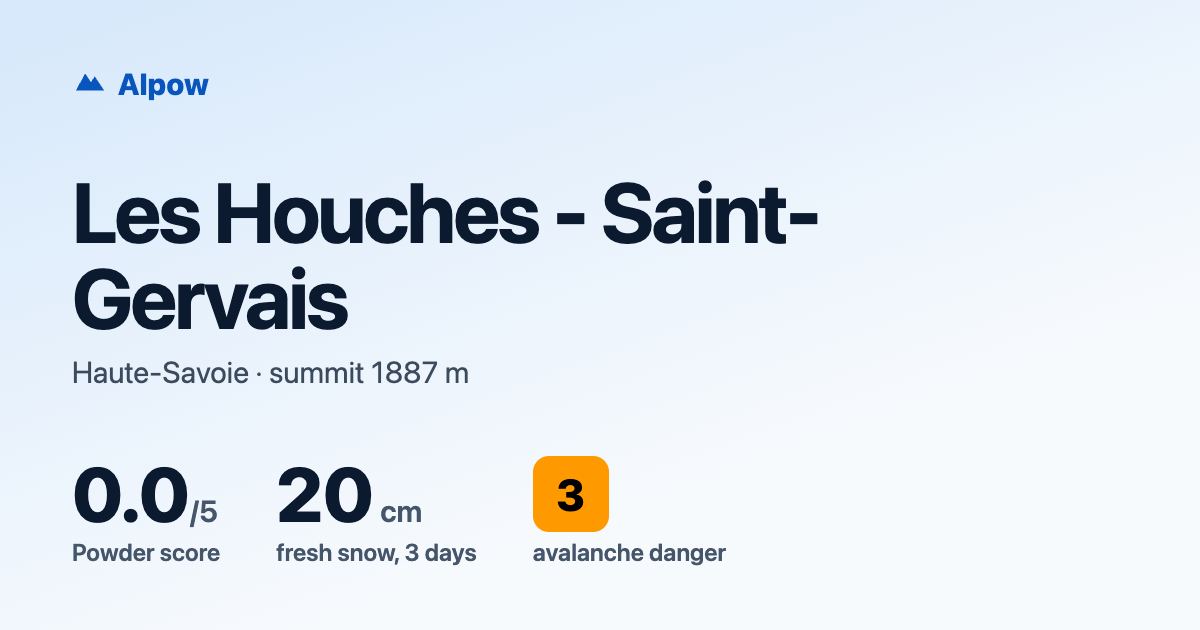 Alpow
Les Houches - Saint-
Gervais
Haute-Savoie · summit 1887 m
0.0/5 20 cm 3
Powder score fresh snow, 3 days avalanche danger